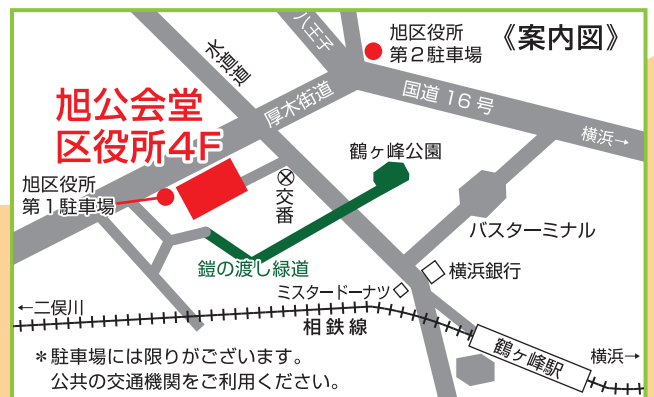 《案内図》
旭区役所
第2駐車場
八王子
水道道
厚木街道
国道16号
横浜→
旭公会堂
区役所4F
鶴ヶ峰公園
旭区役所
第1駐車場
交番
バスターミナル
鎧の渡し緑道
横浜銀行
ミスタードーナツ
←二俣川
相鉄線
鶴ヶ峰駅
横浜→
＊駐車場には限りがございます。
公共の交通機関をご利用ください。